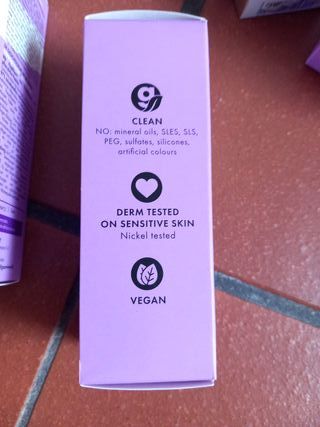 CLEAN
NO: mineral oils, SLES, SLS,
PEG, sulfates, silicones,
artificial colours
DERM TESTED
ON SENSITIVE SKIN
Nickel tested
VEGAN